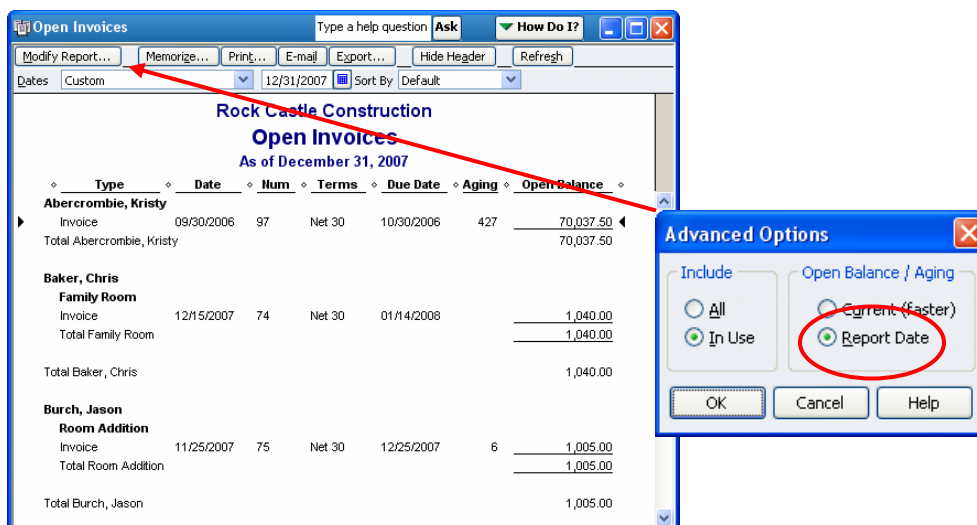 Open Invoices Type a help question Ask How Do I?
Modify Report... Memorize... Print... E-mail Export... Hide Header Refresh
Dates Custom 12/31/2007 Sort By Default
Rock Castle Construction
Open Invoices
As of December 31, 2007
Type Date Num Terms Due Date Aging Open Balance
Abercrombie, Kristy
Invoice 09/30/2006 97 Net 30 10/30/2006 427 70,037.50
Total Abercrombie, Kristy 70,037.50
Baker, Chris
Family Room
Invoice 12/15/2007 74 Net 30 01/14/2008 1,040.00
Total Family Room 1,040.00
Total Baker, Chris 1,040.00
Burch, Jason
Room Addition
Invoice 11/25/2007 75 Net 30 12/25/2007 6 1,005.00
Total Room Addition 1,005.00
Total Burch, Jason 1,005.00
Advanced Options
Include Open Balance / Aging
All Current (faster)
In Use Report Date
OK Cancel Help